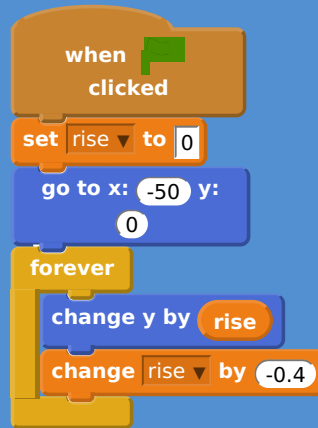 when
clicked
set rise to 0
go to x: -50 y:
0
forever
change y by rise
change rise by -0.4